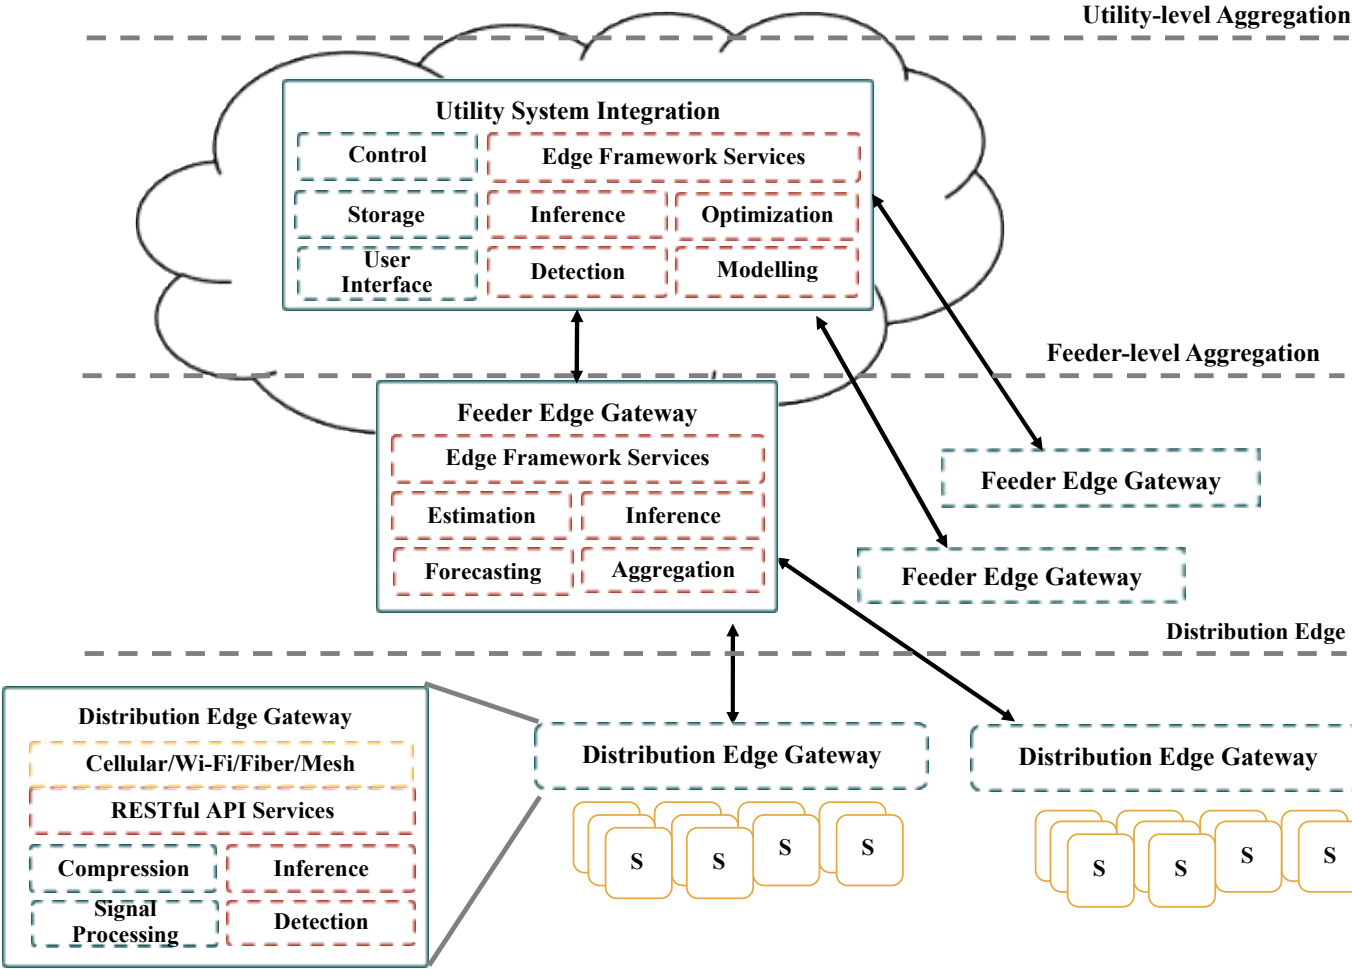 Utility-level Aggregation
Utility System Integration
Control
Edge Framework Services
Storage
Inference
Optimization
User
Interface
Detection
Modelling
Feeder-level Aggregation
Feeder Edge Gateway
Edge Framework Services
Estimation
Inference
Forecasting
Aggregation
Feeder Edge Gateway
Feeder Edge Gateway
Distribution Edge
Distribution Edge Gateway
Cellular/Wi-Fi/Fiber/Mesh
RESTful API Services
Compression
Inference
Signal
Processing
Detection
Distribution Edge Gateway
S
S
S
S
Distribution Edge Gateway
S
S
S
S